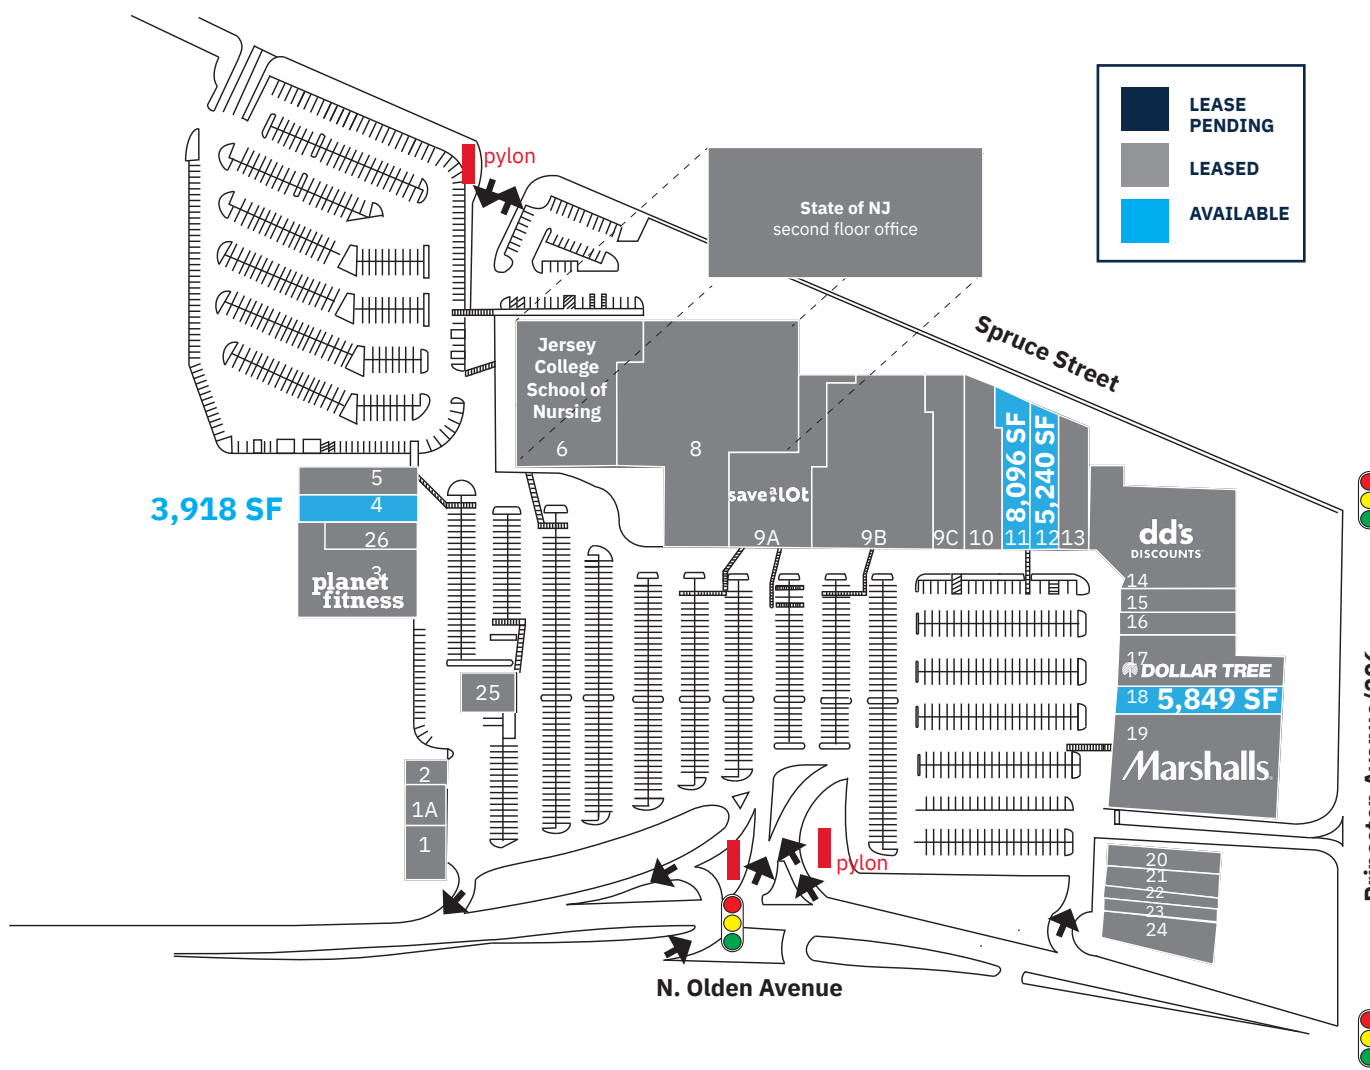 LEASE
PENDING
LEASED
AVAILABLE
pylon
State of NJ
second floor office
Spruce Street
Jersey
College
School of
Nursing
6
8
save a lot
9A
9B
9C
10
11
8,096 SF
12
5,240 SF
13
3,918 SF
5
4
26
3
planet
fitness
dd's
DISCOUNTS
14
15
16
17
DOLLAR TREE
18
5,849 SF
19
Marshalls
25
2
1A
1
pylon
20
21
22
23
24
N. Olden Avenue